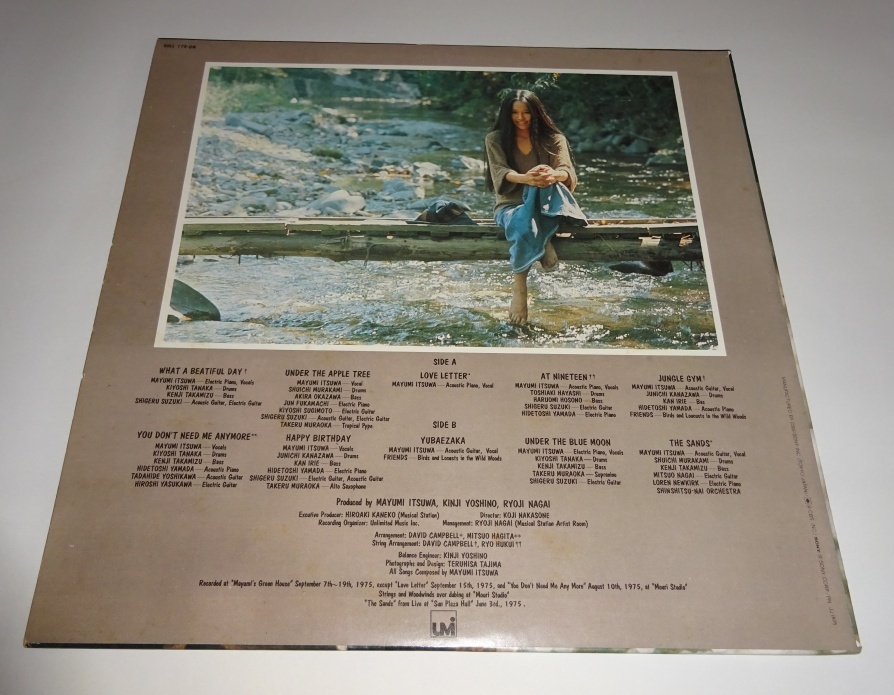 SIDE A
WHAT A BEATIFUL DAY†
MAYUMI ITSUWA — Electric Piano, Vocals
KIYOSHI TANAKA — Drums
KENJI TAKAMIZU — Bass
SHIGERU SUZUKI — Acousic Guitar, Electric Guitar
UNDER THE APPLE TREE
MAYUMI ITSUWA — Vocal
SHUICHI MURAKAMI — Drums
AKIRA OKAZAWA — Bass
JUN FUKAMACHI — Electric Piano
KIYOSHI SUGIMOTO — Electric Guitar
SHIGERU SUZUKI — Acoustic Guitar, Electric Guitar
TAKERU MURAOKA — Tropical Pype
LOVE LETTER*
MAYUMI ITSUWA — Acoustic Piano, Vocal
AT NINETEEN††
MAYUMI ITSUWA — Acoustic Piano, Vocals
TOSHIAKI HAYASHI — Drums
HARUOMI HOSONO — Bass
SHIGERU SUZUKI — Electric Guitar
HIDETOSHI YAMADA — Electric Piano
JUNGLE GYM†
MAYUMI ITSUWA — Acoustic Guitar, Vocal
JUNICHI KANAZAWA — Drums
KAN IRIE — Bass
HIDETOSHI YAMADA — Acoustic Piano
FRIENDS — Birds and Leaucsts in the Wild Woods
SIDE B
YOU DON'T NEED ME ANYMORE**
MAYUMI ITSUWA — Vocals
KIYOSHI TANAKA — Drums
KENJI TAKAMIZU — Bass
HIDETOSHI YAMADA — Acoustic Piano
TADAHIDE YOSHIKAWA — Acoustic Guitar
HIROSHI YASUKAWA — Electric Guitar
HAPPY BIRTHDAY
MAYUMI ITSUWA — Vocals
JUNICHI KANAZAWA — Drums
KAN IRIE — Bass
HIDETOSHI YAMADA — Electric Piano
SHIGERU SUZUKI — Electric Guitar, Acoustic Guitar
TAKERU MURAOKA — Alto Saxophone
YUBAEZAKA
MAYUMI ITSUWA — Acoustic Guitar, Vocal
FRIENDS — Birds and Leaucsts in the Wild Woods
UNDER THE BLUE MOON
MAYUMI ITSUWA — Electric Piano, Vocals
KIYOSHI TANAKA — Drums
KENJI TAKAMIZU — Bass
TAKERU MURAOKA — Soprano
SHIGERU SUZUKI — Electric Guitar
THE SANDS*
MAYUMI ITSUWA — Acoustic Guitar, Vocal
SHUICHI MURAKAMI — Drums
KENJI TAKAMIZU — Bass
MITSUO NAGAI — Electric Guitar
LOREN NEWKIRK — Electric Piano
SHINSHITSU-NAI ORCHESTRA
Produced by MAYUMI ITSUWA, KINJI YOSHINO, RYOJI NAGAI
Executive Producer: HIROAKI KANEKO (Musical Station) Director: KOJI NAKASONE
Recording Organizer: Unlimited Music Inc. Management: RYOJI NAGAI (Musical Station Artist Room)
Arrangement: DAVID CAMPBELL*, MITSUO HAGITA**
String Arrangement: DAVID CAMPBELL†, RYO HUKUI††
Balance Engineer: KINJI YOSHINO
Photographs and Design: TERUHISA TAJIMA
All Songs Composed by MAYUMI ITSUWA
Recorded at "Mayumi's Green House" September 7th~19th, 1975, except "Love Letter" September 15th, 1975, and "You Don't Need Me Any More" August 10th, 1975, at "Mouri Studio"
Strings and Woodwinds over dubing at "Mouri Studio"
"The Sands" from Live at "Sun Plaza Hall" June 3rd., 1975.
UMI